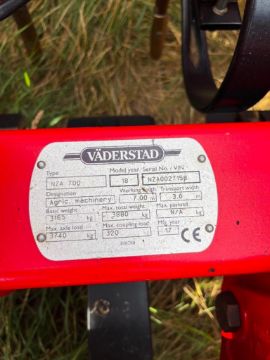 VÄDERSTAD
Type Model year Serial No. / VIN
NZA 700 18 NZA0027158
Designation Working width Transport width
Agric. machinery 7.00 m 3.0 m
Basic weight Max. total weight Max. payload
3165 kg 3880 kg N/A kg
Max. axle load Max. coupling load Mfg. year
3740 kg 320 kg 17
CE